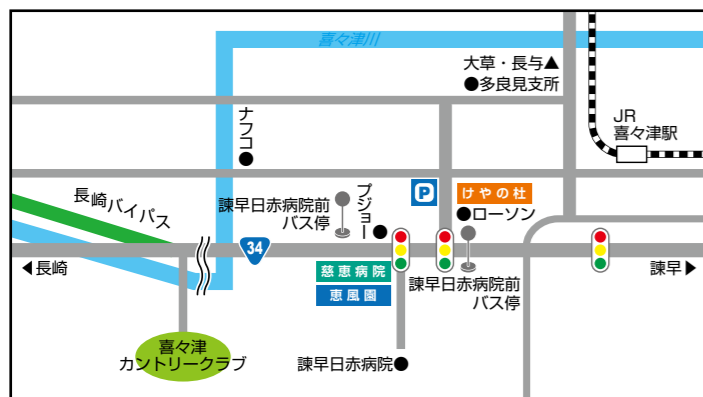 喜々津川
大草・長与▲
●多良見支所
JR
喜々津駅
ナフコ
長崎バイパス
諫早日赤病院前
バス停
プジョー
P
けやの杜
●ローソン
34
◀長崎
慈恵病院
恵風園
諫早日赤病院前
バス停
諫早▶
喜々津
カントリークラブ
諫早日赤病院●